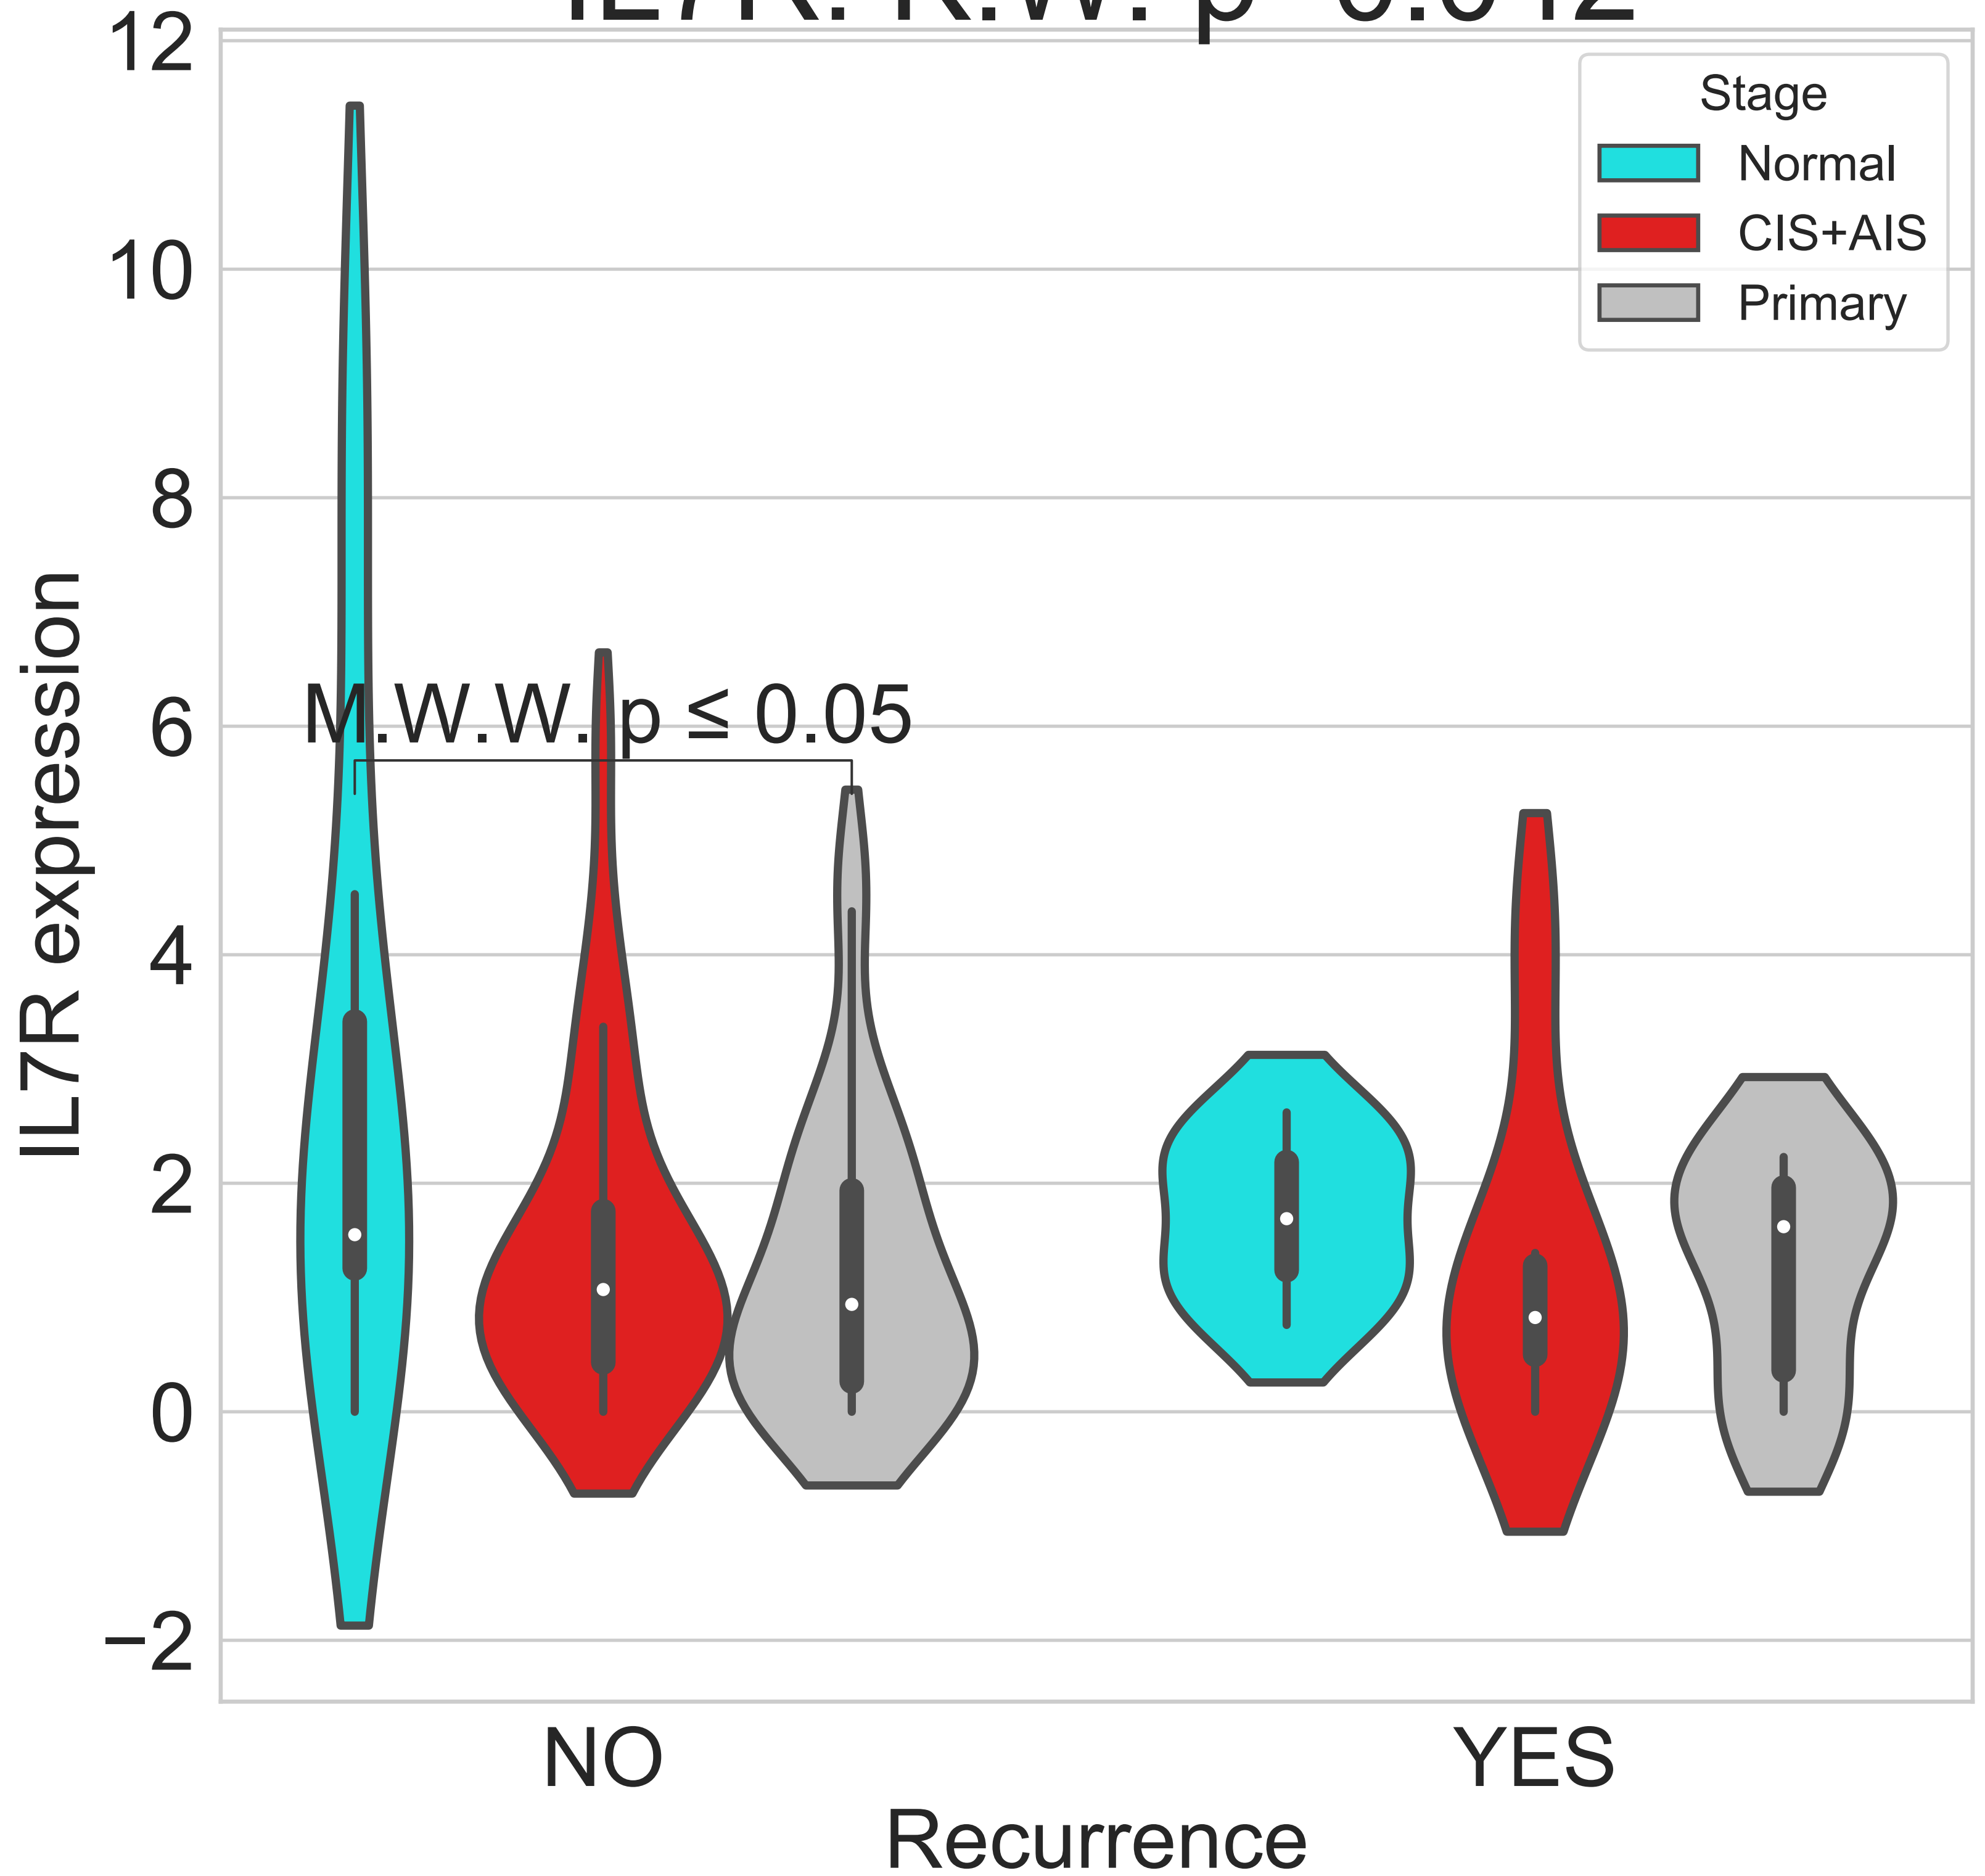 12
10
8
6
4
2
0
−2
IL7R expression
Stage
Normal
CIS+AIS
Primary
M.W.W. p ≤ 0.05
NO
YES
Recurrence